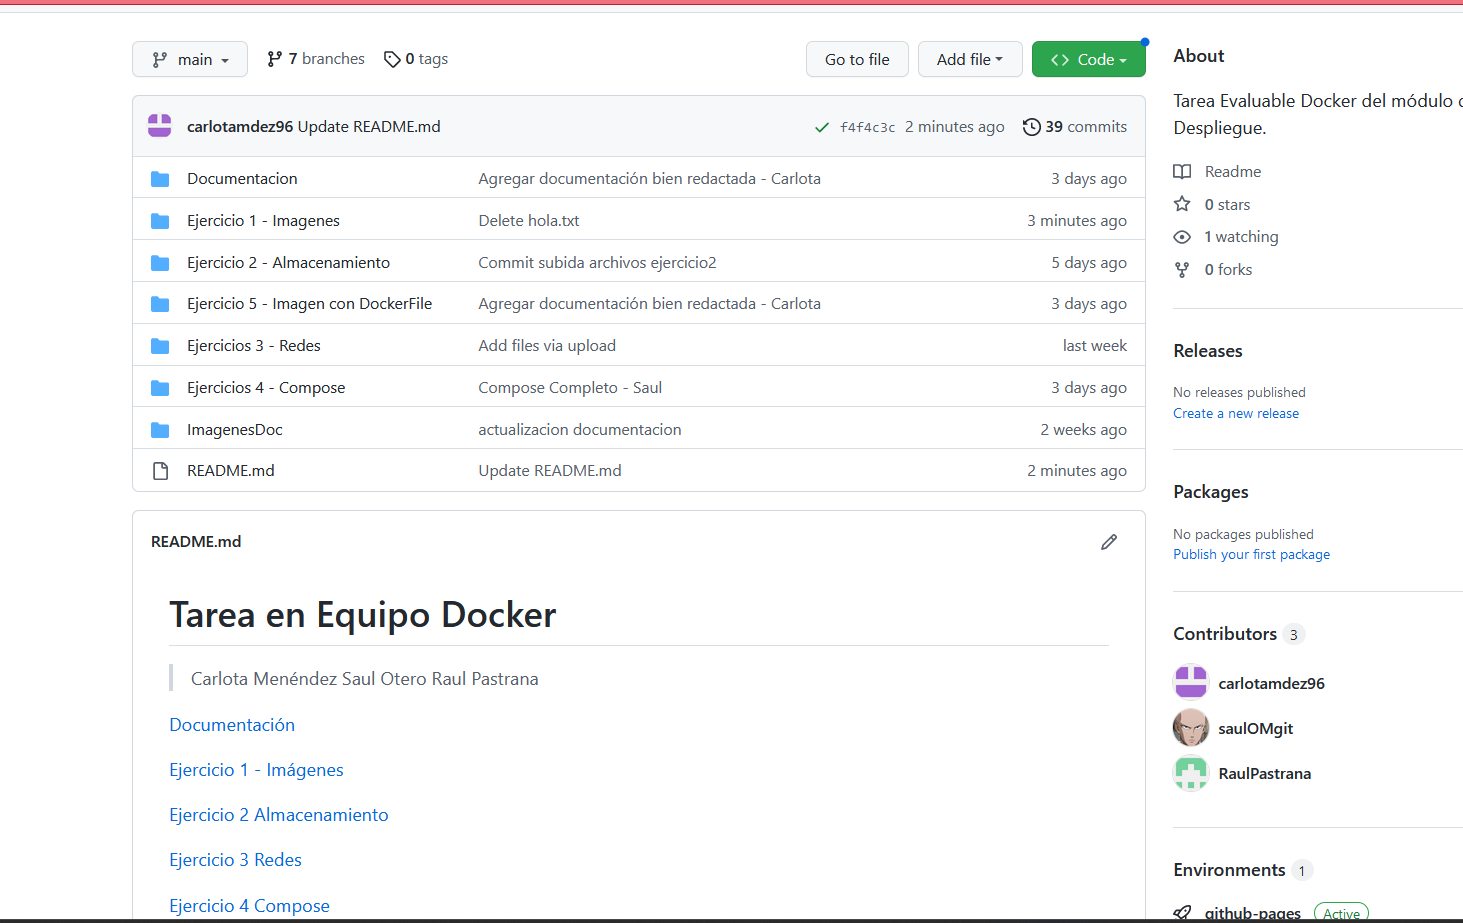 main 7 branches 0 tags Go to file Add file Code
carlotamdez96 Update README.md f4f4c3c 2 minutes ago 39 commits
Documentacion Agregar documentación bien redactada - Carlota 3 days ago
Ejercicio 1 - Imagenes Delete hola.txt 3 minutes ago
Ejercicio 2 - Almacenamiento Commit subida archivos ejercicio2 5 days ago
Ejercicio 5 - Imagen con DockerFile Agregar documentación bien redactada - Carlota 3 days ago
Ejercicios 3 - Redes Add files via upload last week
Ejercicios 4 - Compose Compose Completo - Saul 3 days ago
ImagenesDoc actualizacion documentacion 2 weeks ago
README.md Update README.md 2 minutes ago
README.md
Tarea en Equipo Docker
Carlota Menéndez Saul Otero Raul Pastrana
Documentación
Ejercicio 1 - Imágenes
Ejercicio 2 Almacenamiento
Ejercicio 3 Redes
Ejercicio 4 Compose
About
Tarea Evaluable Docker del módulo
Despliegue.
Readme
0 stars
1 watching
0 forks
Releases
No releases published
Create a new release
Packages
No packages published
Publish your first package
Contributors 3
carlotamdez96
saulOMgit
RaulPastrana
Environments 1
github-pages Active